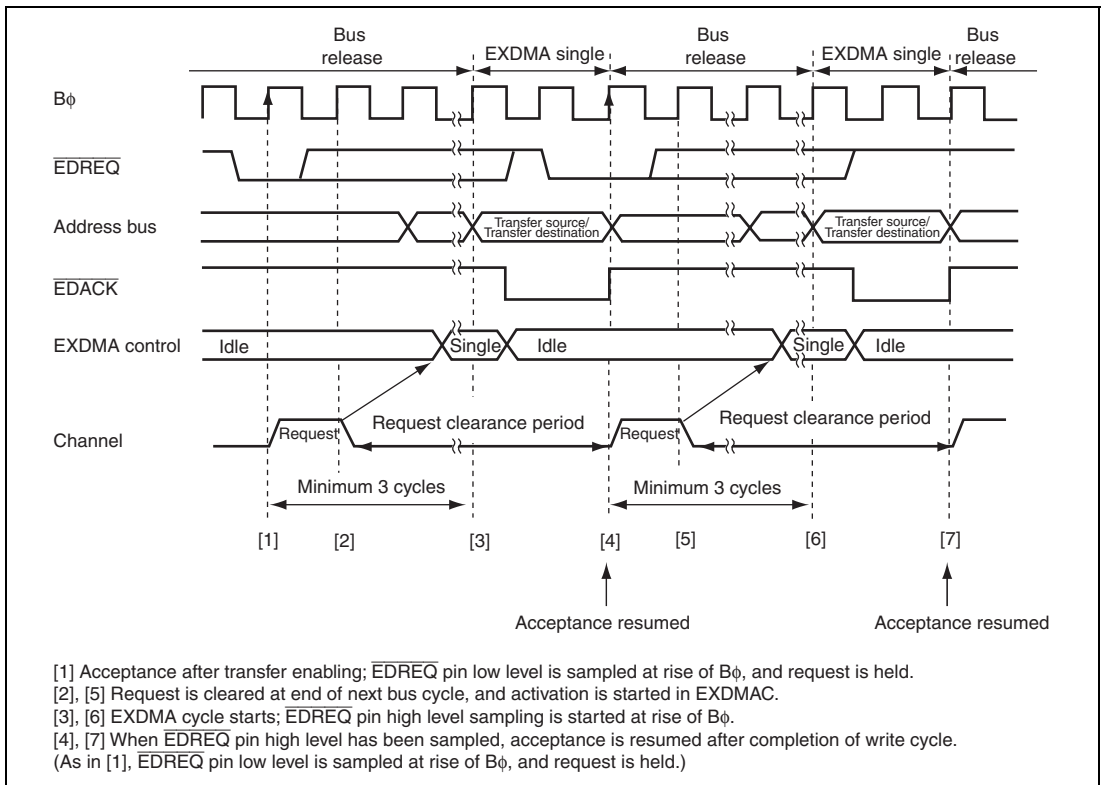 Bus release
EXDMA single
Bus release
EXDMA single
Bus release
Bφ
EDREQ
Address bus
Transfer source/
Transfer destination
Transfer source/
Transfer destination
EDACK
EXDMA control
Idle
Single
Idle
Single
Idle
Channel
Request
Request clearance period
Request
Request clearance period
Minimum 3 cycles
Minimum 3 cycles
[1]
[2]
[3]
[4]
[5]
[6]
[7]
Acceptance resumed
Acceptance resumed
[1] Acceptance after transfer enabling; EDREQ pin low level is sampled at rise of Bφ, and request is held.
[2], [5] Request is cleared at end of next bus cycle, and activation is started in EXDMAC.
[3], [6] EXDMA cycle starts; EDREQ pin high level sampling is started at rise of Bφ.
[4], [7] When EDREQ pin high level has been sampled, acceptance is resumed after completion of write cycle.
(As in [1], EDREQ pin low level is sampled at rise of Bφ, and request is held.)